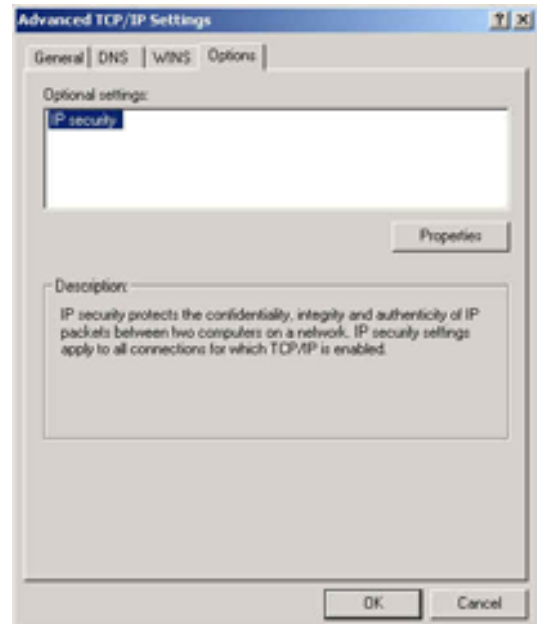 Advanced TCP/IP Settings
General DNS WINS Options
Optional settings:
IP security
Properties
Description:
IP security protects the confidentiality, integrity and authenticity of IP
packets between two computers on a network. IP security settings
apply to all connections for which TCP/IP is enabled.
OK Cancel